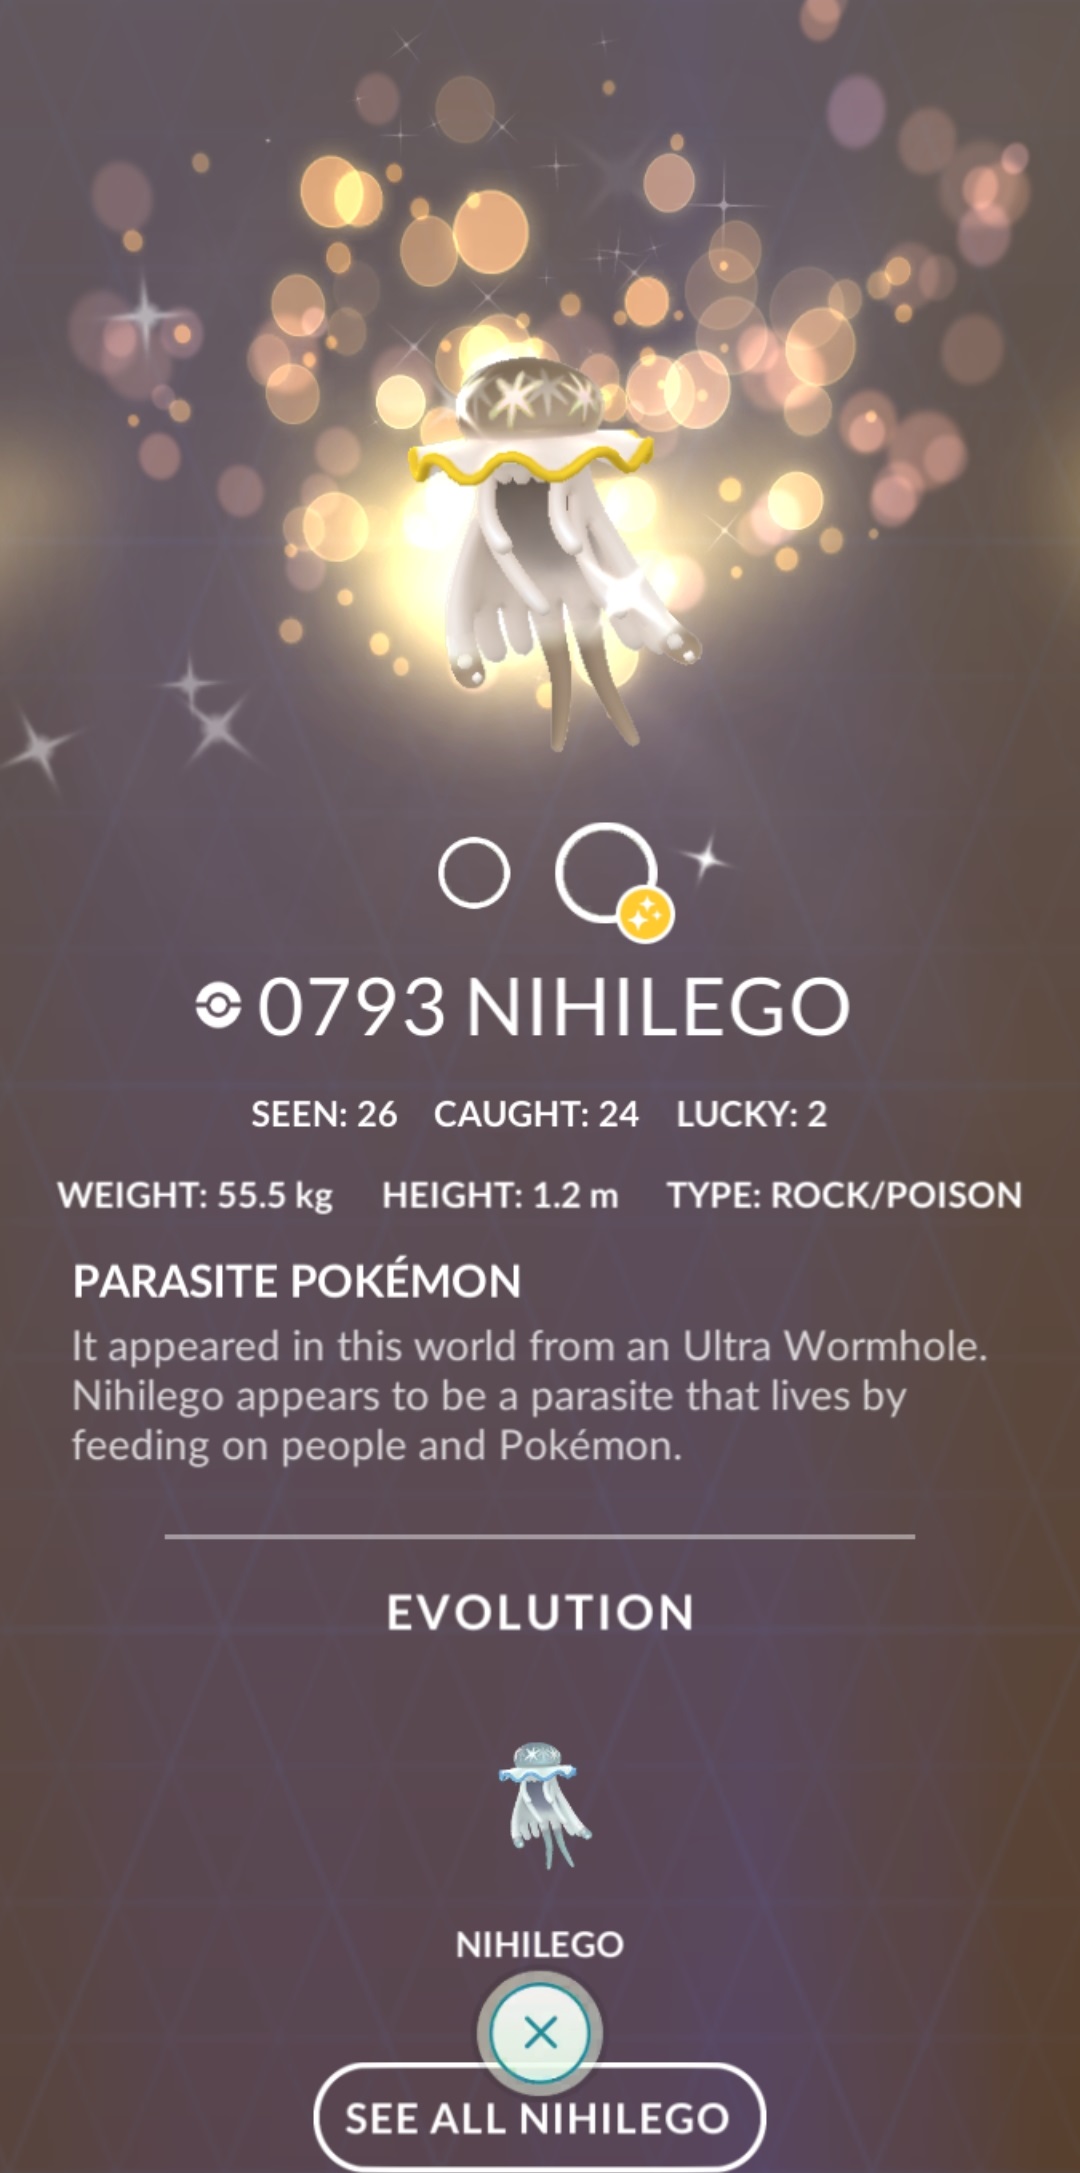 0793 NIHILEGO
SEEN: 26 CAUGHT: 24 LUCKY: 2
WEIGHT: 55.5 kg HEIGHT: 1.2 m TYPE: ROCK/POISON
PARASITE POKÉMON
It appeared in this world from an Ultra Wormhole.
Nihilego appears to be a parasite that lives by
feeding on people and Pokémon.
EVOLUTION
NIHILEGO
SEE ALL NIHILEGO